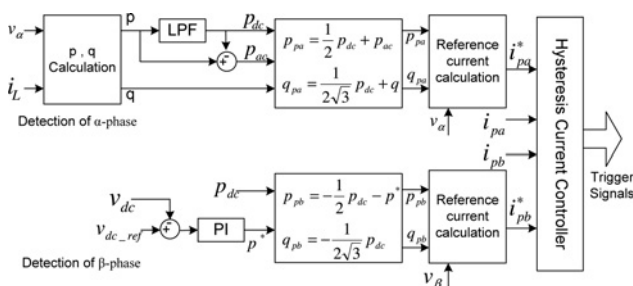 v_α
i_L
p , q
Calculation
p
q
LPF
p_dc
p_ac
p_pa = 1/2 p_dc + p_ac
q_pa = 1/(2√3) p_dc + q
p_pa
q_pa
Reference
current
calculation
v_α
i*_pa
Detection of α-phase
i_pa
i_pb
Hysteresis Current Controller
Trigger
Signals
v_dc
v_dc_ref
PI
p_dc
p*
p_pb = -1/2 p_dc - p*
q_pb = -1/(2√3) p_dc
p_pb
q_pb
Reference
current
calculation
v_β
i*_pb
Detection of β-phase